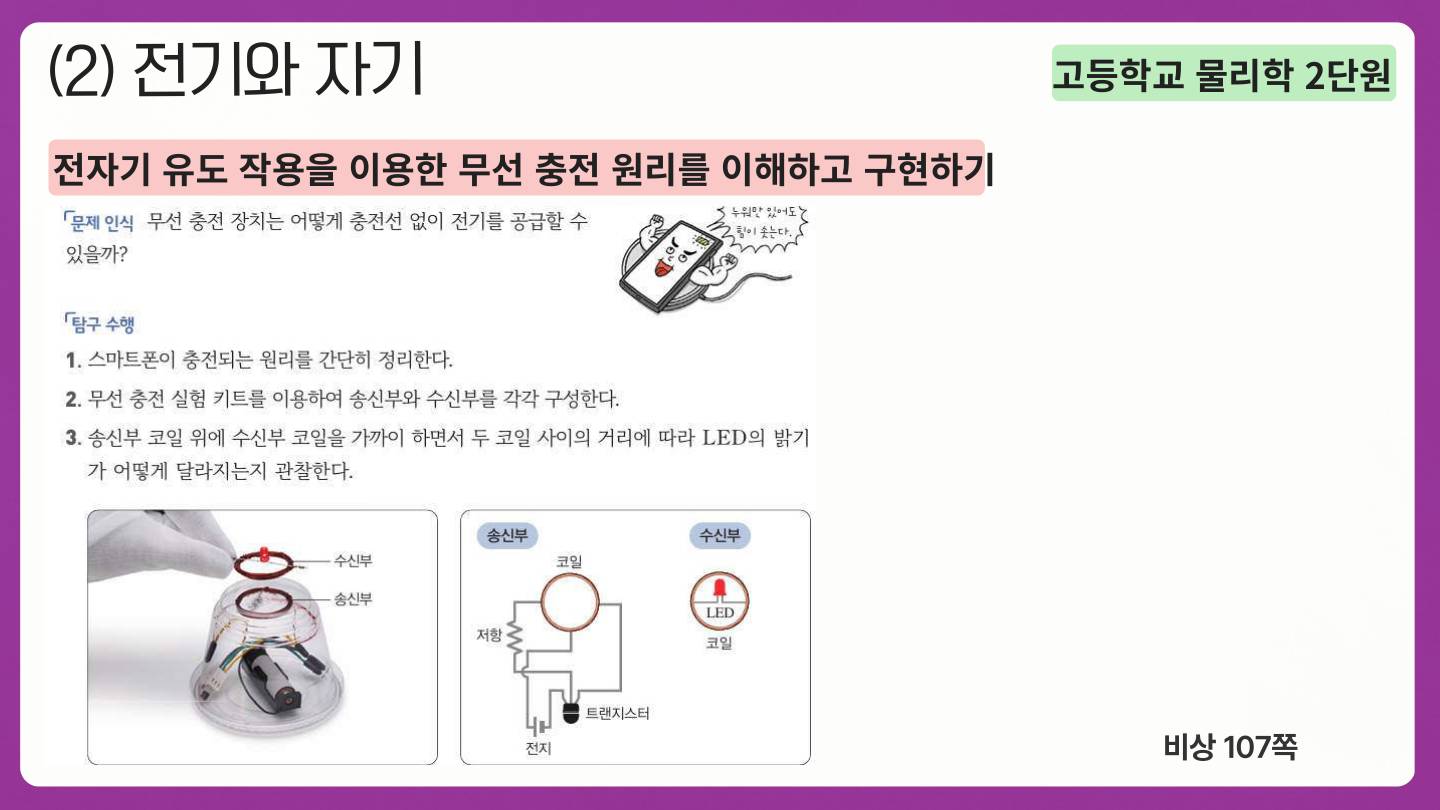 (2) 전기와 자기
고등학교 물리학 2단원
전자기 유도 작용을 이용한 무선 충전 원리를 이해하고 구현하기
문제 인식 무선 충전 장치는 어떻게 충전선 없이 전기를 공급할 수
있을까?
누워만 있어도
힘이 솟는다.
탐구 수행
1. 스마트폰이 충전되는 원리를 간단히 정리한다.
2. 무선 충전 실험 키트를 이용하여 송신부와 수신부를 각각 구성한다.
3. 송신부 코일 위에 수신부 코일을 가까이 하면서 두 코일 사이의 거리에 따라 LED의 밝기
가 어떻게 달라지는지 관찰한다.
수신부
송신부
송신부
수신부
코일
LED
저항
코일
트랜지스터
전지
비상 107쪽